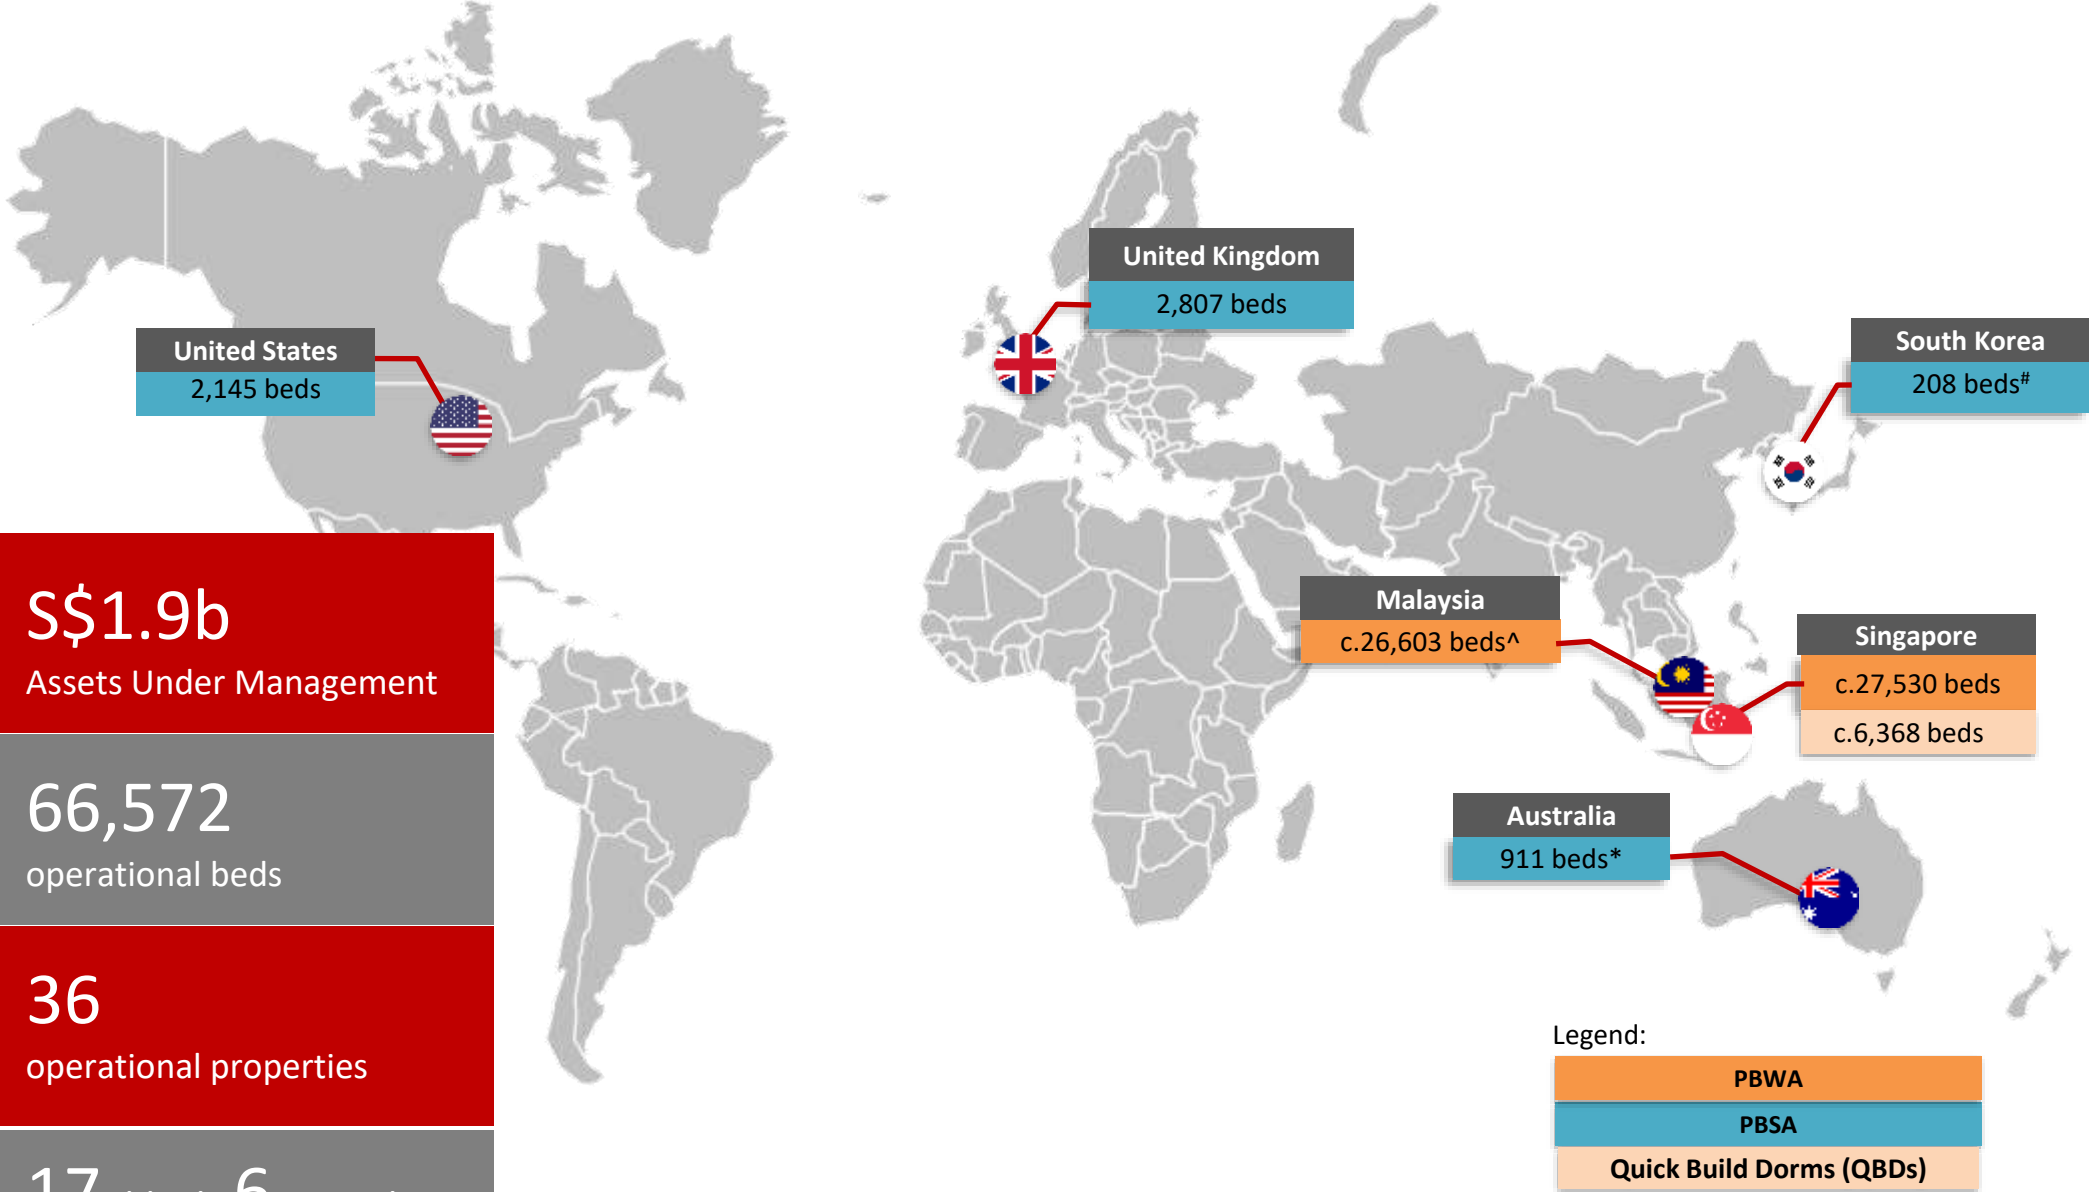 United Kingdom
2,807 beds
United States
2,145 beds
South Korea
208 beds#
S$1.9b
Assets Under Management
Malaysia
c.26,603 beds^
Singapore
c.27,530 beds
c.6,368 beds
66,572
operational beds
Australia
911 beds*
36
operational properties
Legend:
PBWA
PBSA
Quick Build Dorms (QBDs)
17 6